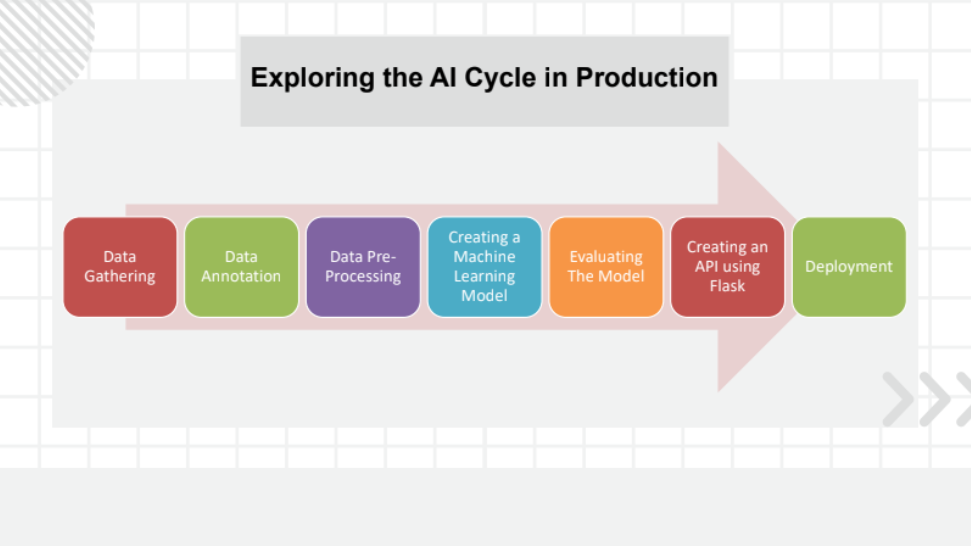 Exploring the AI Cycle in Production
Data
Gathering
Data
Annotation
Data Pre-
Processing
Creating a
Machine
Learning
Model
Evaluating
The Model
Creating an
API using
Flask
Deployment